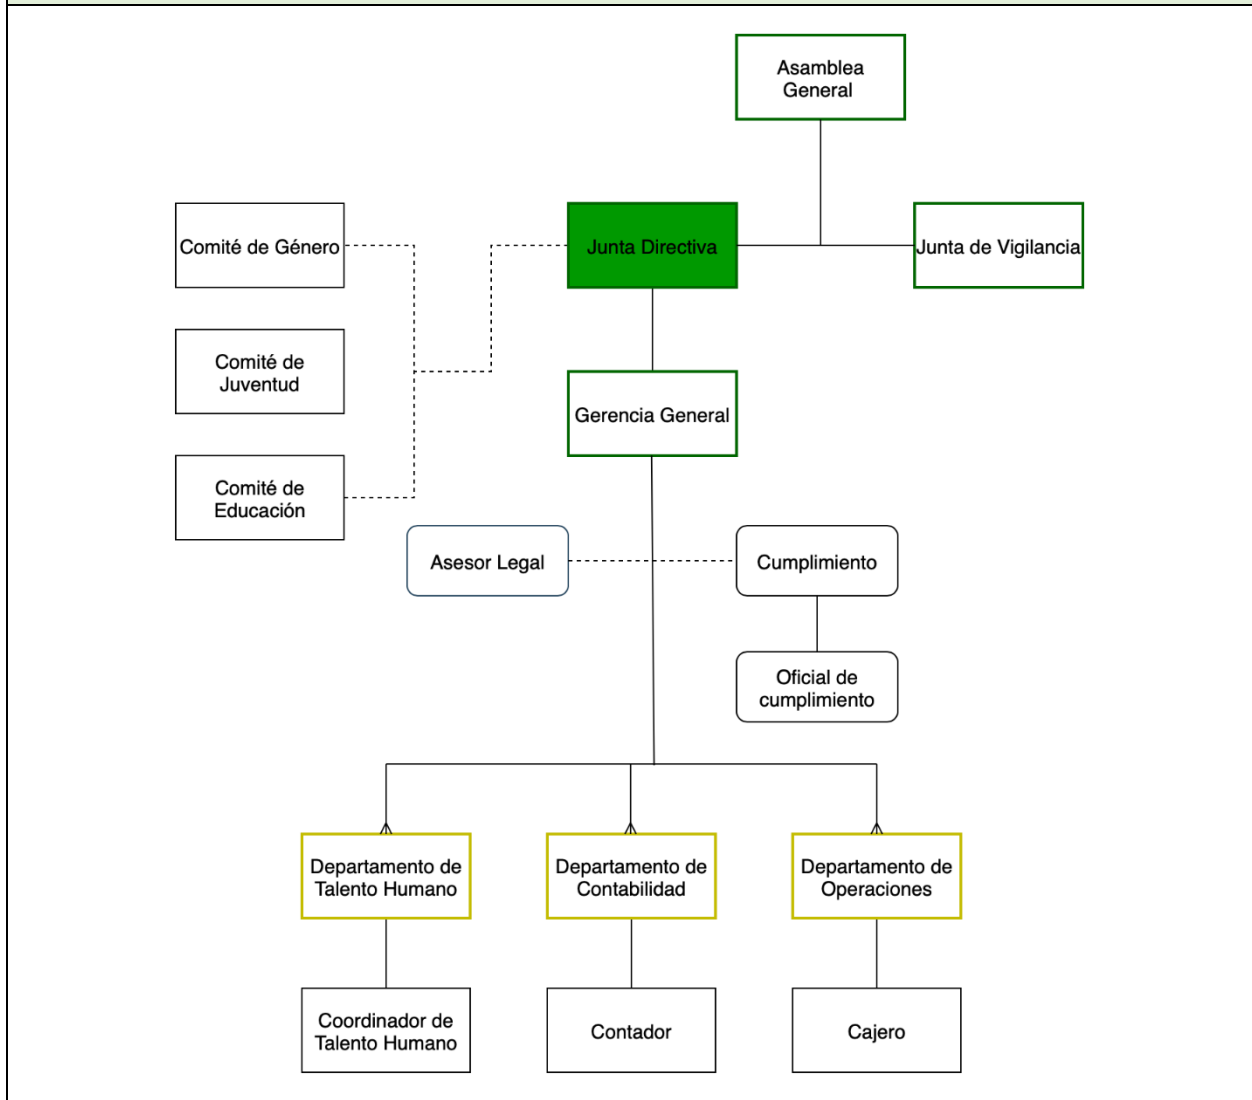 Asamblea
General
Comité de Género
Junta Directiva
Junta de Vigilancia
Comité de
Juventud
Gerencia General
Comité de
Educación
Asesor Legal
Cumplimiento
Oficial de
cumplimiento
Departamento de
Talento Humano
Departamento de
Contabilidad
Departamento de
Operaciones
Coordinador de
Talento Humano
Contador
Cajero